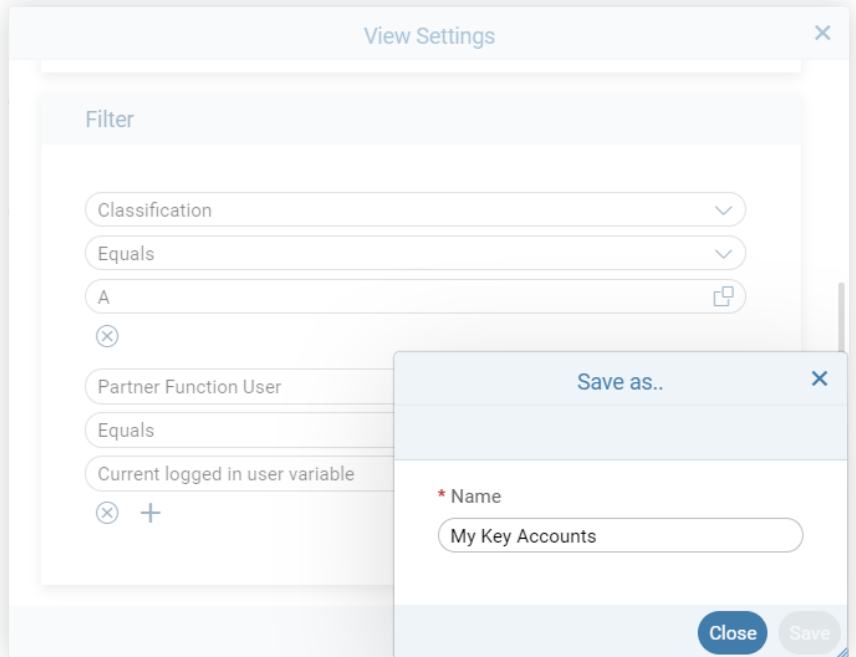 View Settings
Filter
Classification
Equals
A
Partner Function User
Equals
Current logged in user variable
Save as..
* Name
My Key Accounts
Close Save